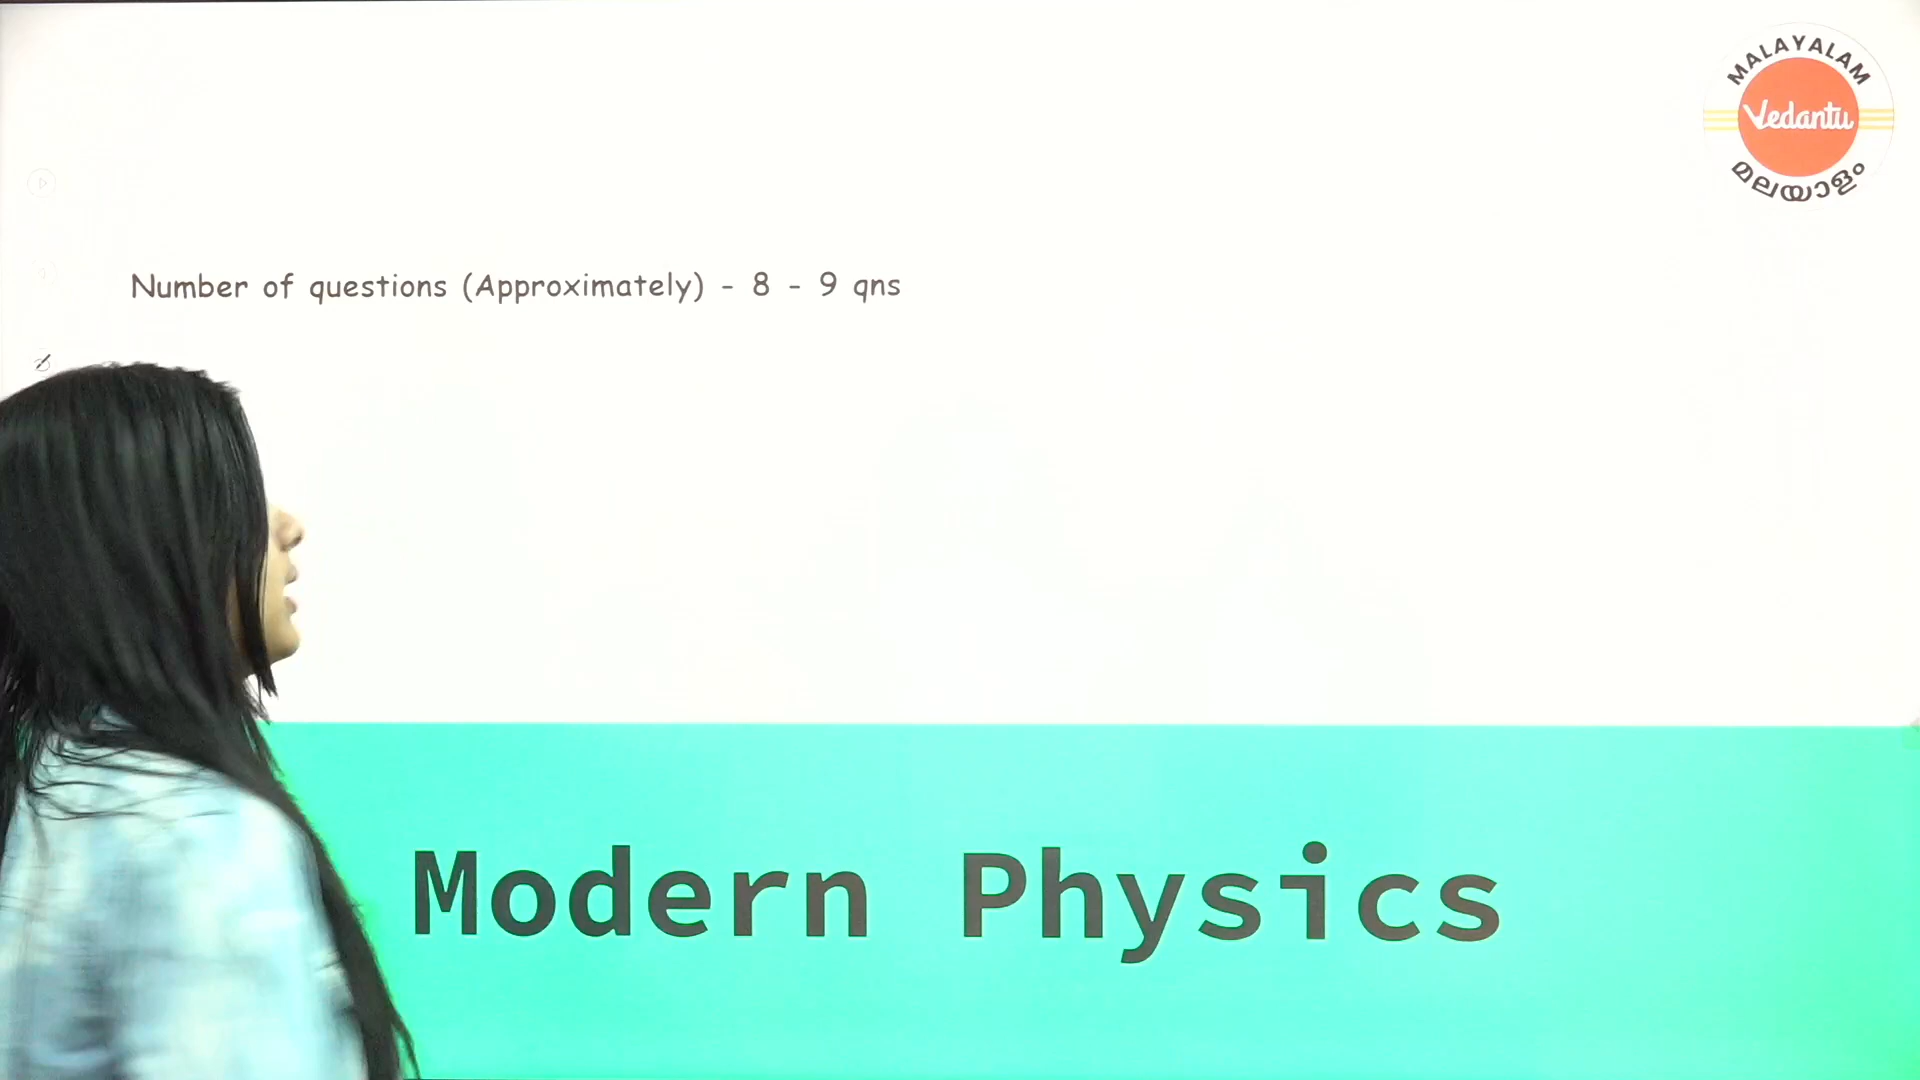 MALAYALAM
Vedantu
മലയാളം
Number of questions (Approximately) - 8 - 9 qns
Modern Physics